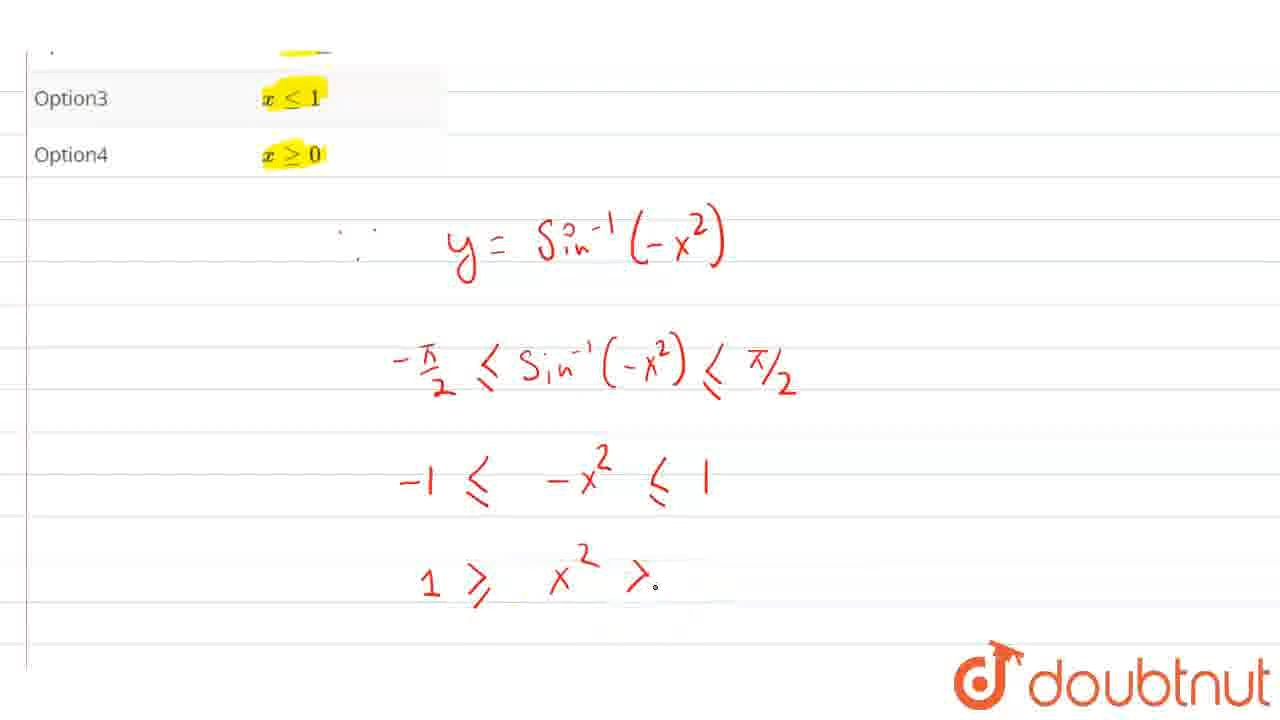 Option3 x ≤ 1
Option4 x ≥ 0
∵ y = Sin⁻¹(-x²)
-π/2 ≤ Sin⁻¹(-x²) ≤ π/2
-1 ≤ -x² ≤ 1
1 ≥ x² >
doubtnut